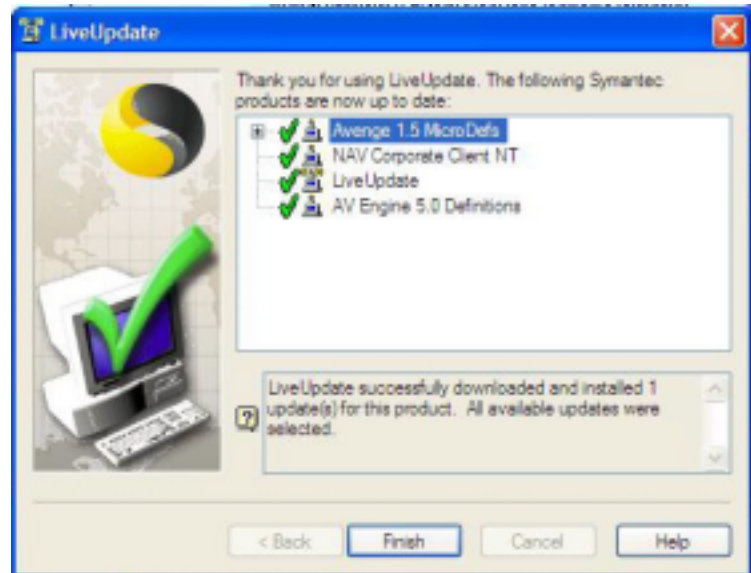 LiveUpdate
Thank you for using LiveUpdate. The following Symantec
products are now up to date:
Avenge 1.5 MicroDefs
NAV Corporate Client NT
LiveUpdate
AV Engine 5.0 Definitions
LiveUpdate successfully downloaded and installed 1
update(s) for this product. All available updates were
selected.
< Back Finish Cancel Help